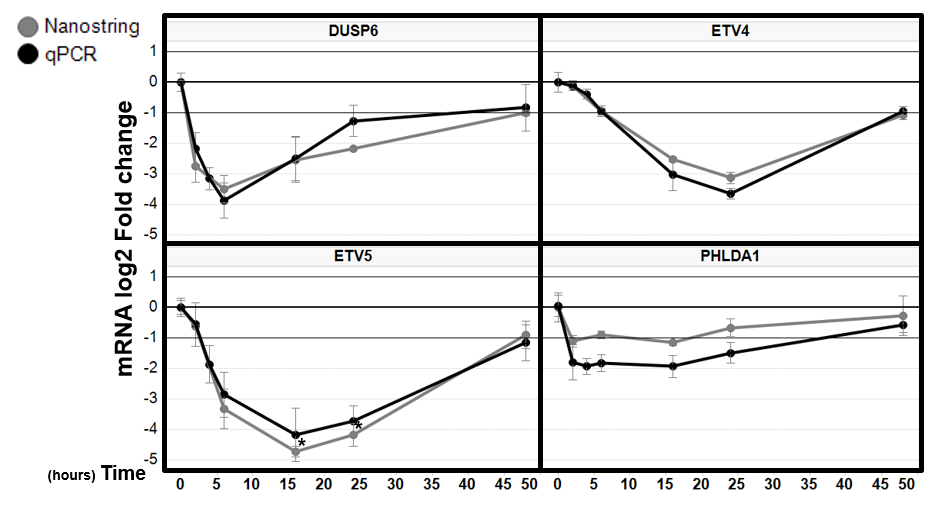 Nanostring
qPCR
DUSP6
ETV4
1
0
-1
-2
-3
-4
-5
mRNA log2 Fold change
ETV5
PHLDA1
1
0
-1
-2
-3
-4
-5
*
*
(hours) Time
0 5 10 15 20 25 30 35 40 45 50
0 5 10 15 20 25 30 35 40 45 50